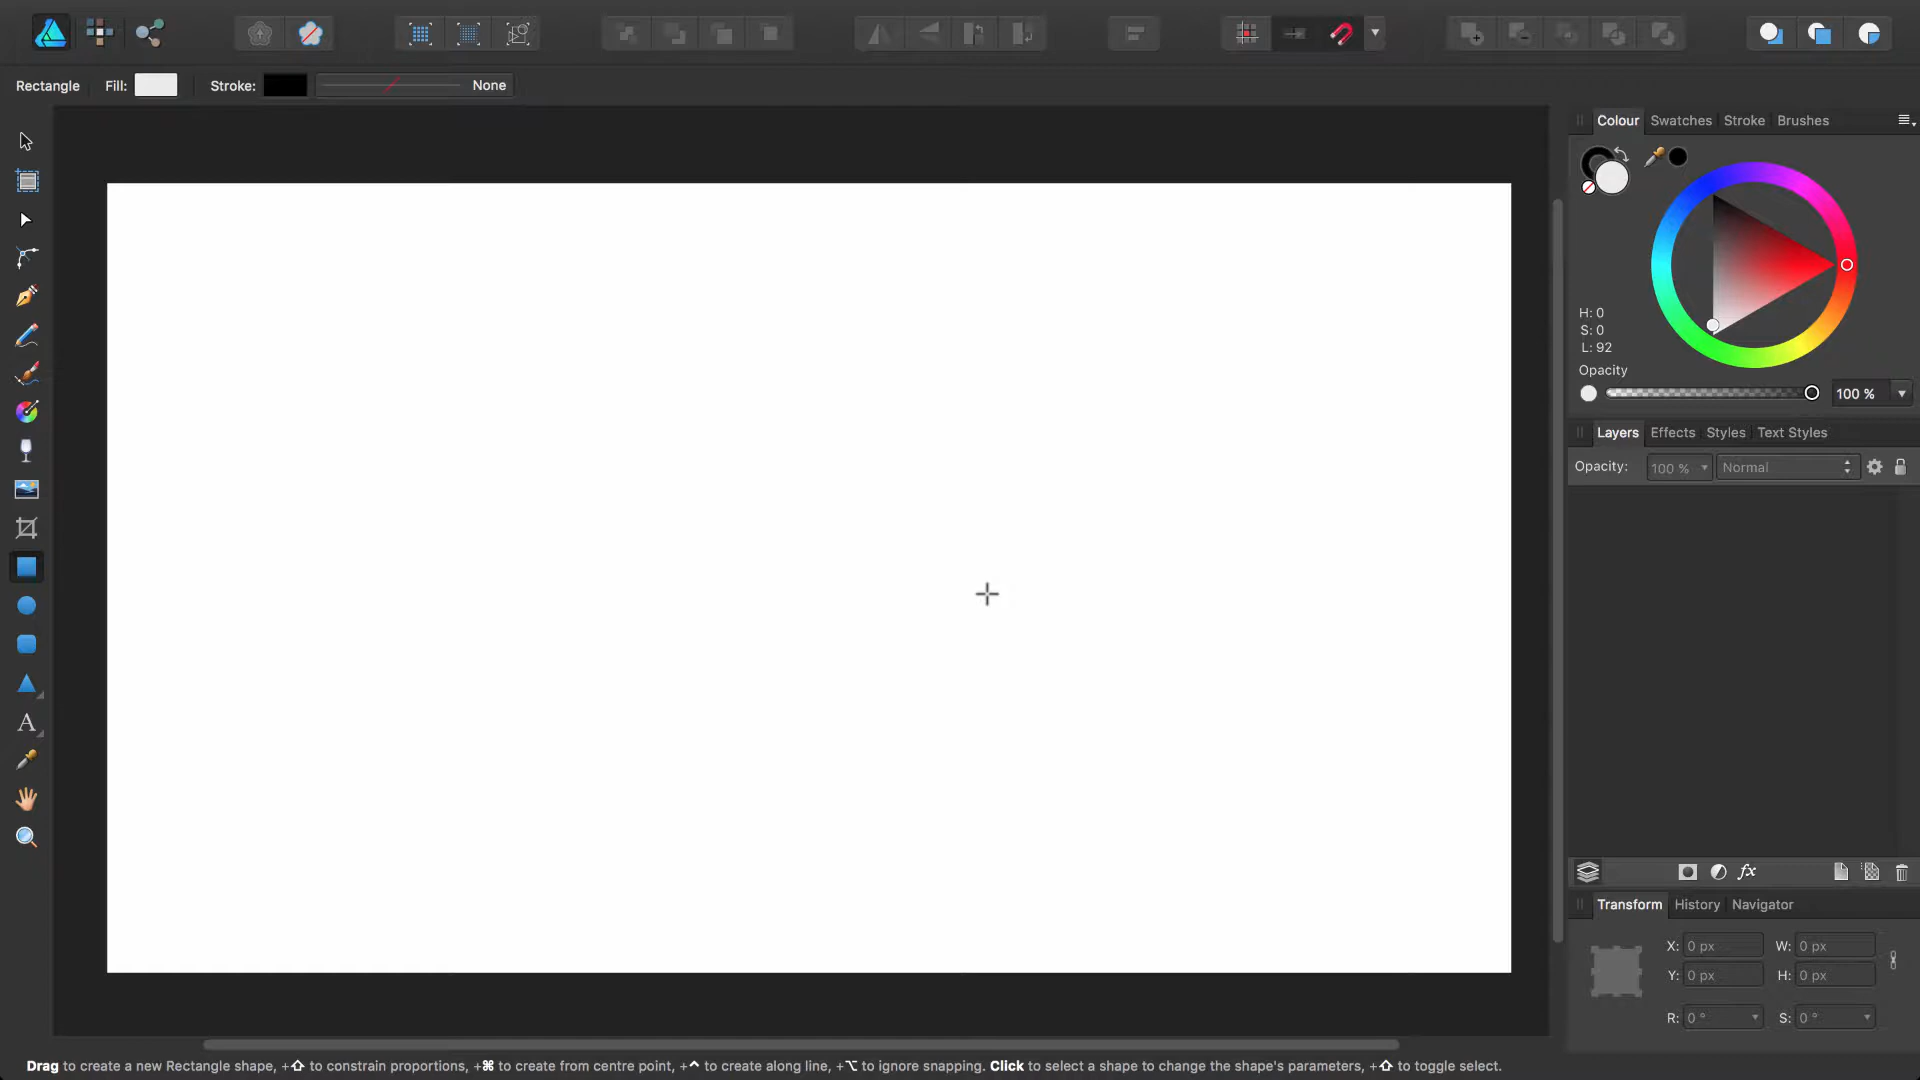 Rectangle Fill: Stroke: None
Colour Swatches Stroke Brushes
H: 0
S: 0
L: 92
Opacity
100 %
Layers Effects Styles Text Styles
Opacity: 100 % Normal
A
fx
Transform History Navigator
X: 0 px W: 0 px
Y: 0 px H: 0 px
R: 0 ° S: 0 °
Drag to create a new Rectangle shape, +⇧ to constrain proportions, +⌘ to create from centre point, +⌃ to create along line, +⌥ to ignore snapping. Click to select a shape to change the shape's parameters, +⇧ to toggle select.